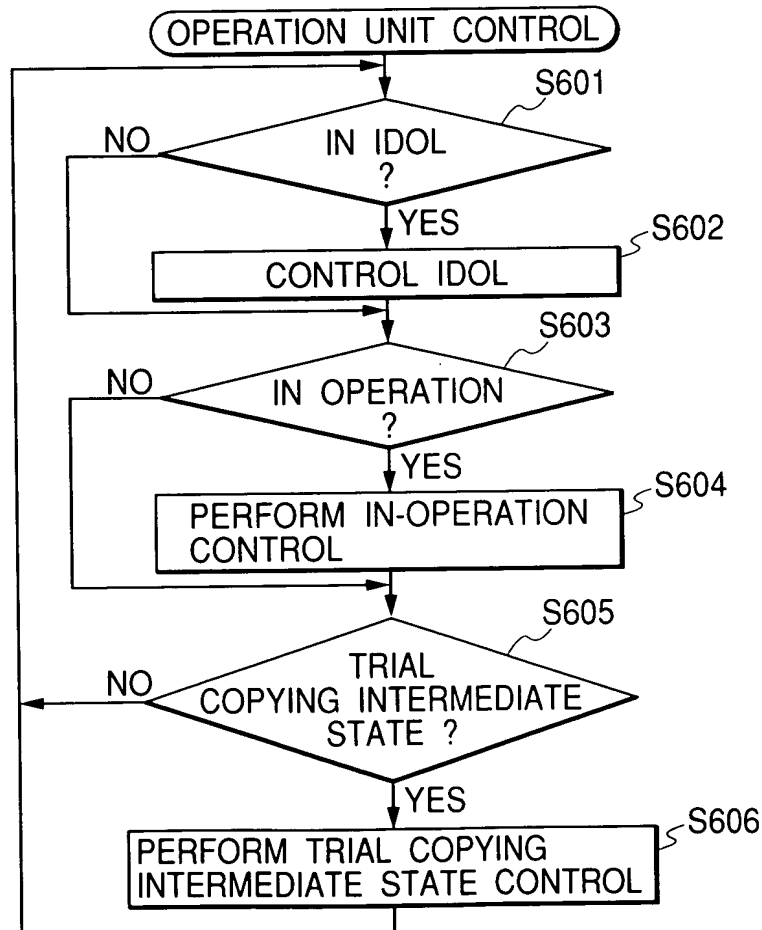 OPERATION UNIT CONTROL
S601
NO
IN IDOL
?
YES
S602
CONTROL IDOL
S603
NO
IN OPERATION
?
YES
S604
PERFORM IN-OPERATION
CONTROL
S605
NO
TRIAL
COPYING INTERMEDIATE
STATE ?
YES
S606
PERFORM TRIAL COPYING
INTERMEDIATE STATE CONTROL